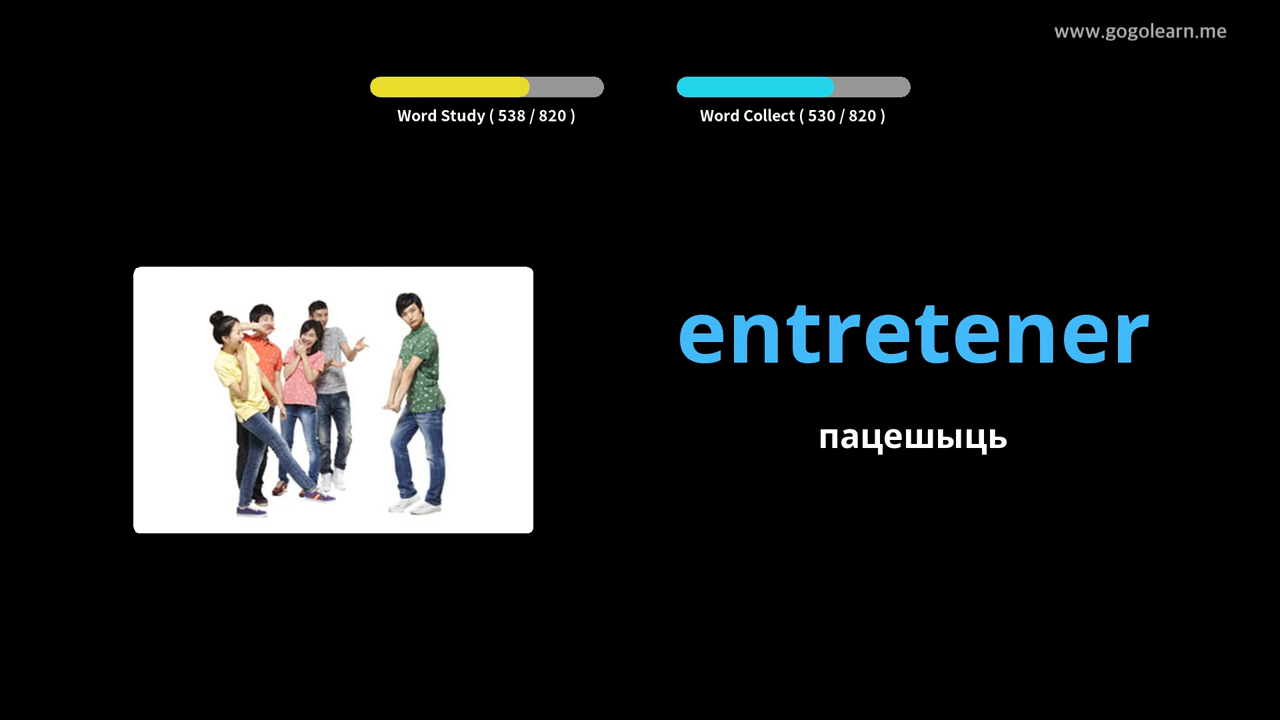 www.gogolearn.me
Word Study ( 538 / 820 )
Word Collect ( 530 / 820 )
entretener
пацешыць